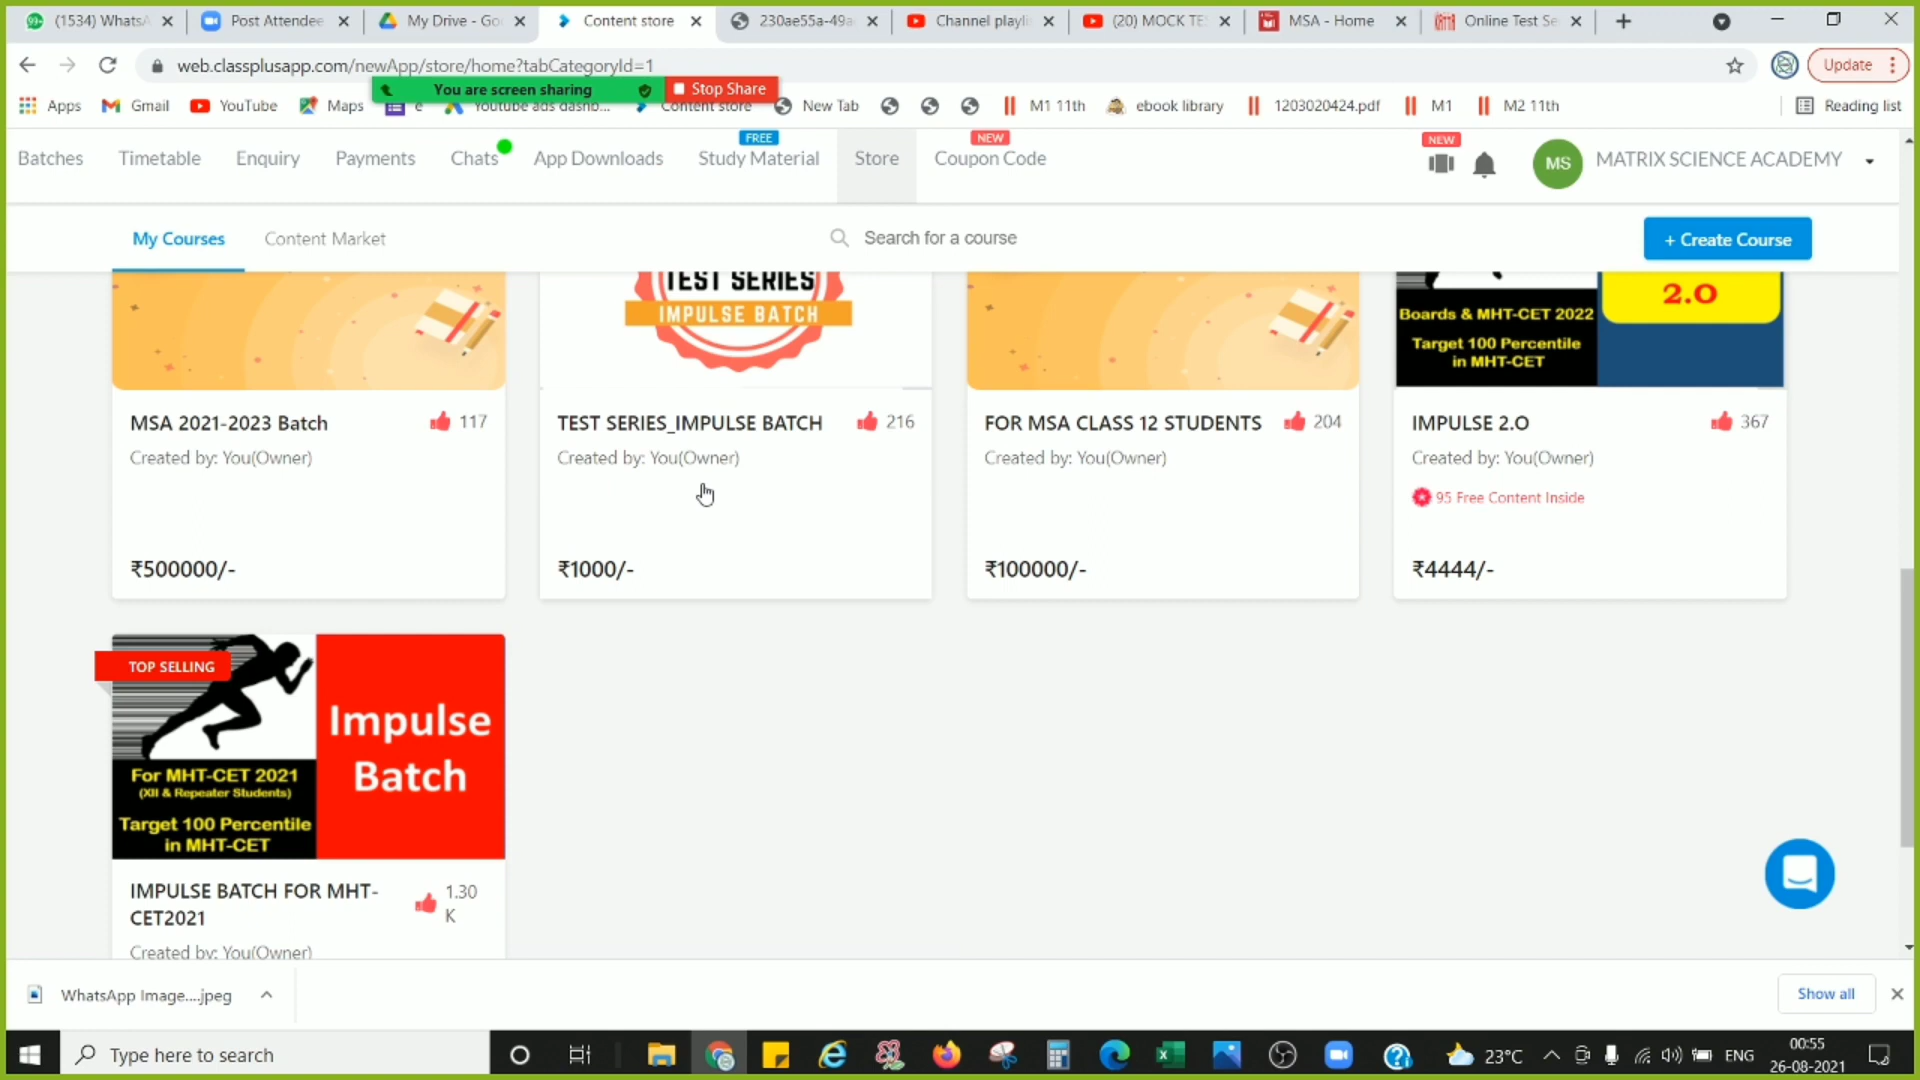 (1534) WhatsA
Post Attendee
My Drive - Go
Content store
230ae55a-49a
Channel playli
(20) MOCK TE
MSA - Home
Online Test Se
web.classplusapp.com/newApp/store/home?tabCategoryId=1
Update
You are screen sharing
Stop Share
Apps
Gmail
YouTube
Maps
e
Youtube ads dashb...
Content store
New Tab
M1 11th
ebook library
1203020424.pdf
M1
M2 11th
Reading list
Batches
Timetable
Enquiry
Payments
Chats
App Downloads
FREE
Study Material
Store
NEW
Coupon Code
NEW
MS
MATRIX SCIENCE ACADEMY
My Courses
Content Market
Search for a course
+ Create Course
TEST SERIES
IMPULSE BATCH
2.0
Boards & MHT-CET 2022
Target 100 Percentile
in MHT-CET
MSA 2021-2023 Batch
117
Created by: You(Owner)
₹500000/-
TEST SERIES_IMPULSE BATCH
216
Created by: You(Owner)
₹1000/-
FOR MSA CLASS 12 STUDENTS
204
Created by: You(Owner)
₹100000/-
IMPULSE 2.O
367
Created by: You(Owner)
95 Free Content Inside
₹4444/-
TOP SELLING
Impulse
Batch
For MHT-CET 2021
(XII & Repeater Students)
Target 100 Percentile
in MHT-CET
IMPULSE BATCH FOR MHT-
CET2021
1.30
K
Created by: You(Owner)
WhatsApp Image....jpeg
Show all
Type here to search
23°C
ENG
00:55
26-08-2021